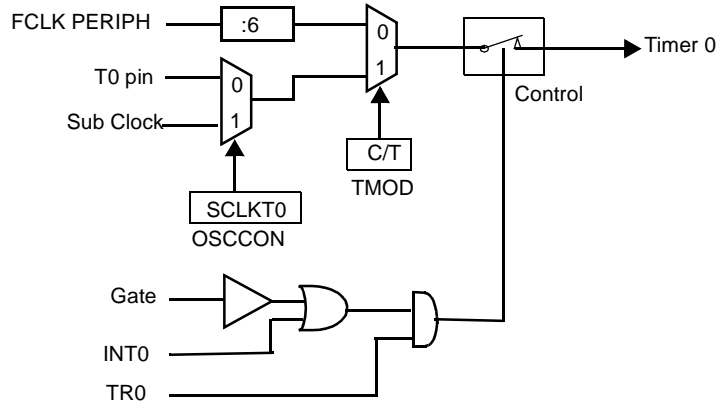 FCLK PERIPH
:6
0
1
T0 pin
0
Sub Clock
1
Timer 0
Control
C/T
TMOD
SCLKT0
OSCCON
Gate
INT0
TR0